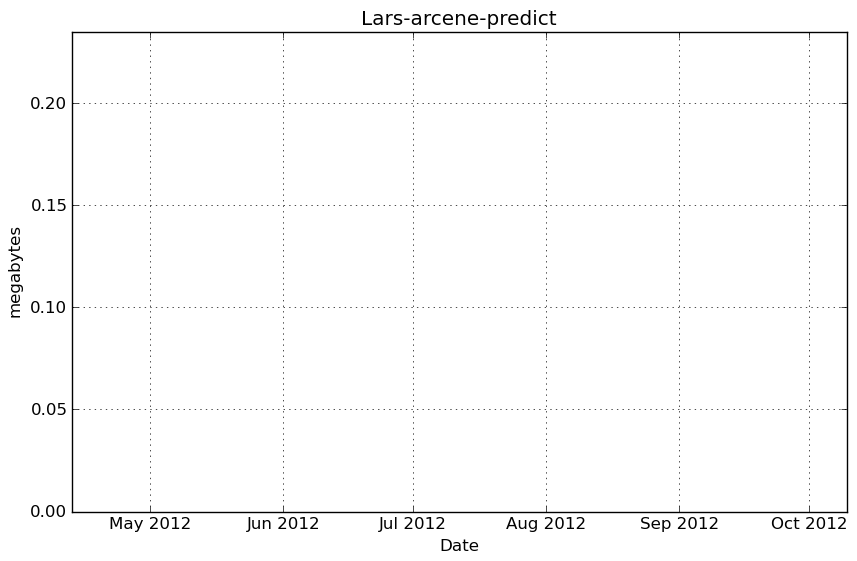 Lars-arcene-predict
0.20
0.15
megabytes
0.10
0.05
0.00
May 2012 Jun 2012 Jul 2012 Aug 2012 Sep 2012 Oct 2012
Date